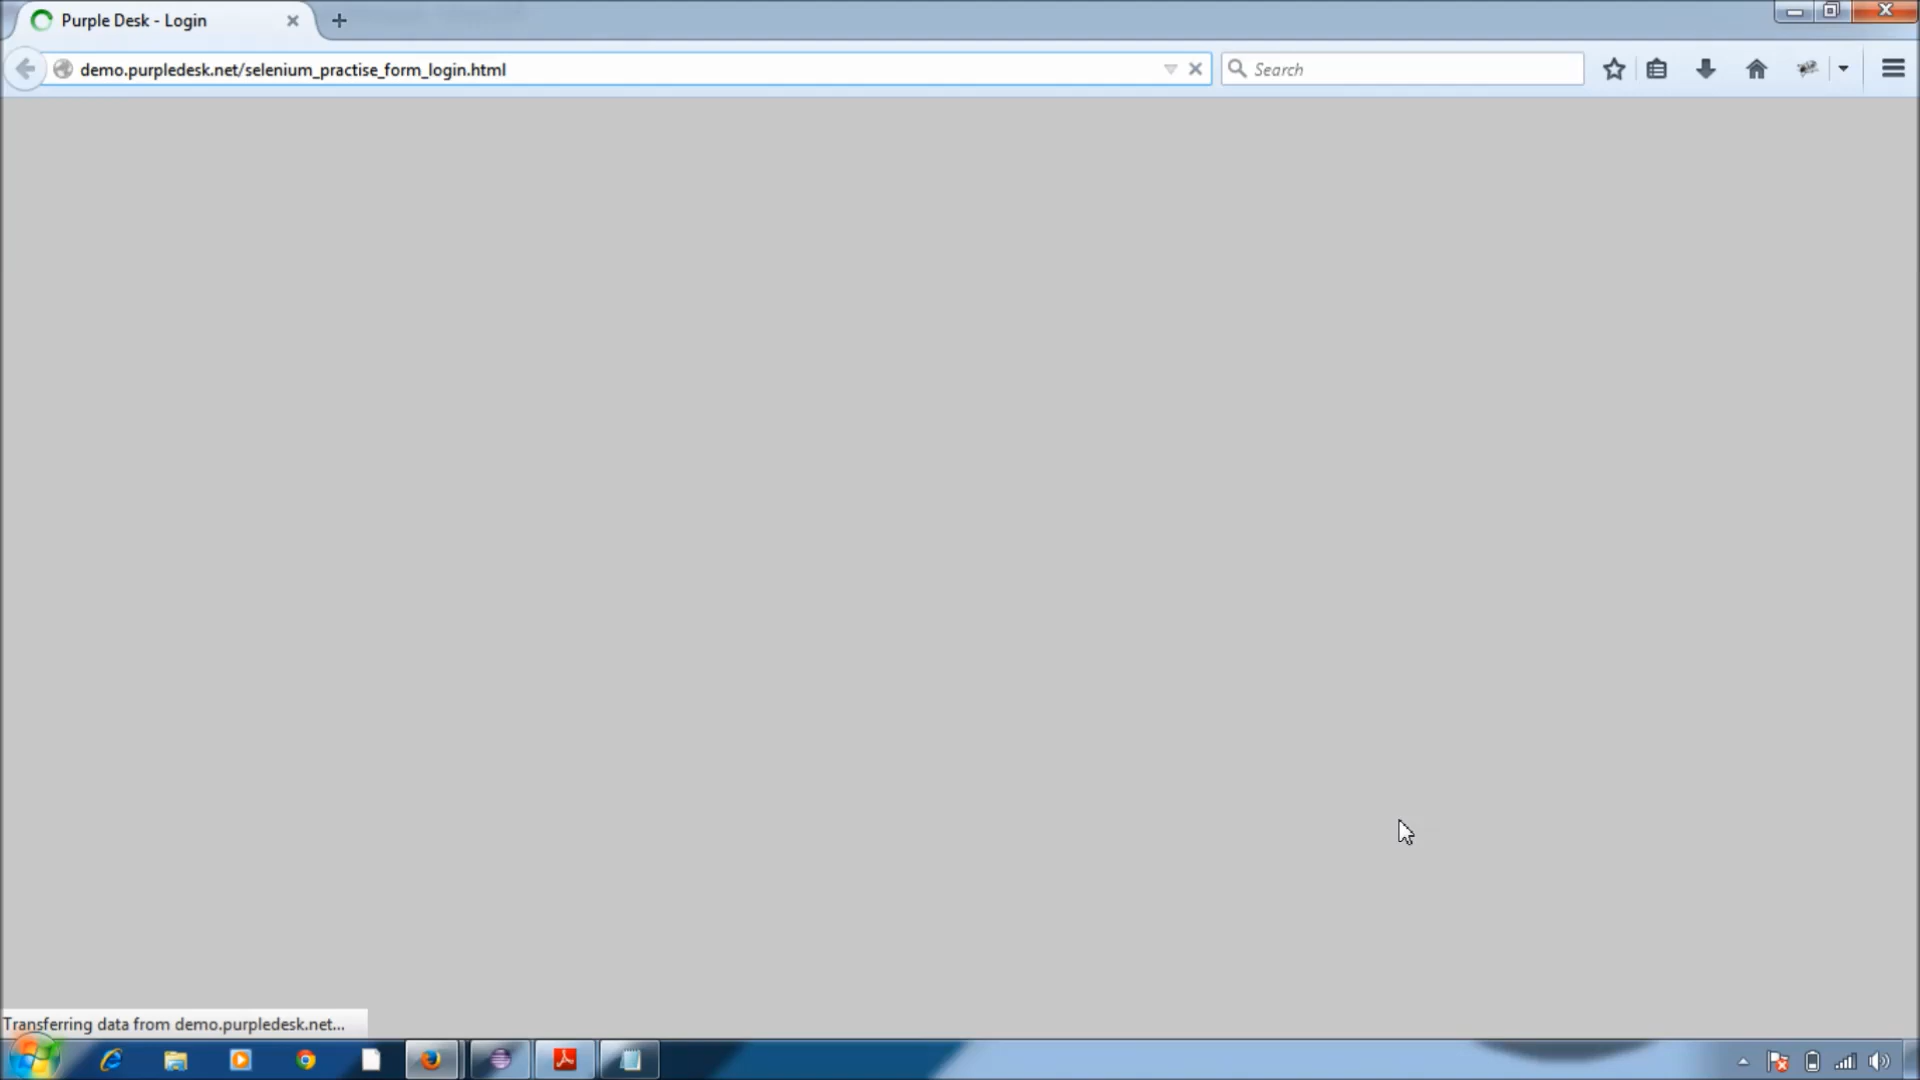 Purple Desk - Login
demo.purpledesk.net/selenium_practise_form_login.html
Search
Transferring data from demo.purpledesk.net...